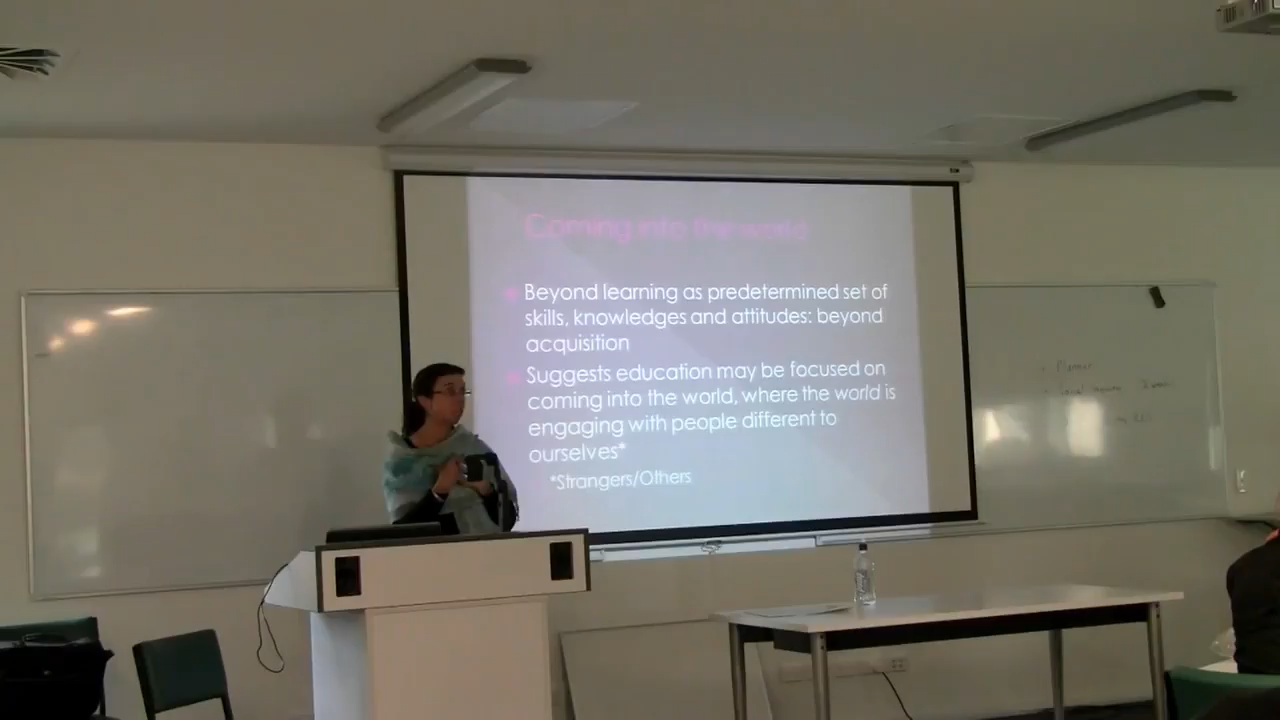 Coming into the world
Beyond learning as predetermined set of
skills, knowledges and attitudes: beyond
acquisition
Suggests education may be focused on
coming into the world, where the world is
engaging with people different to
ourselves*
*Strangers/Others
Planner